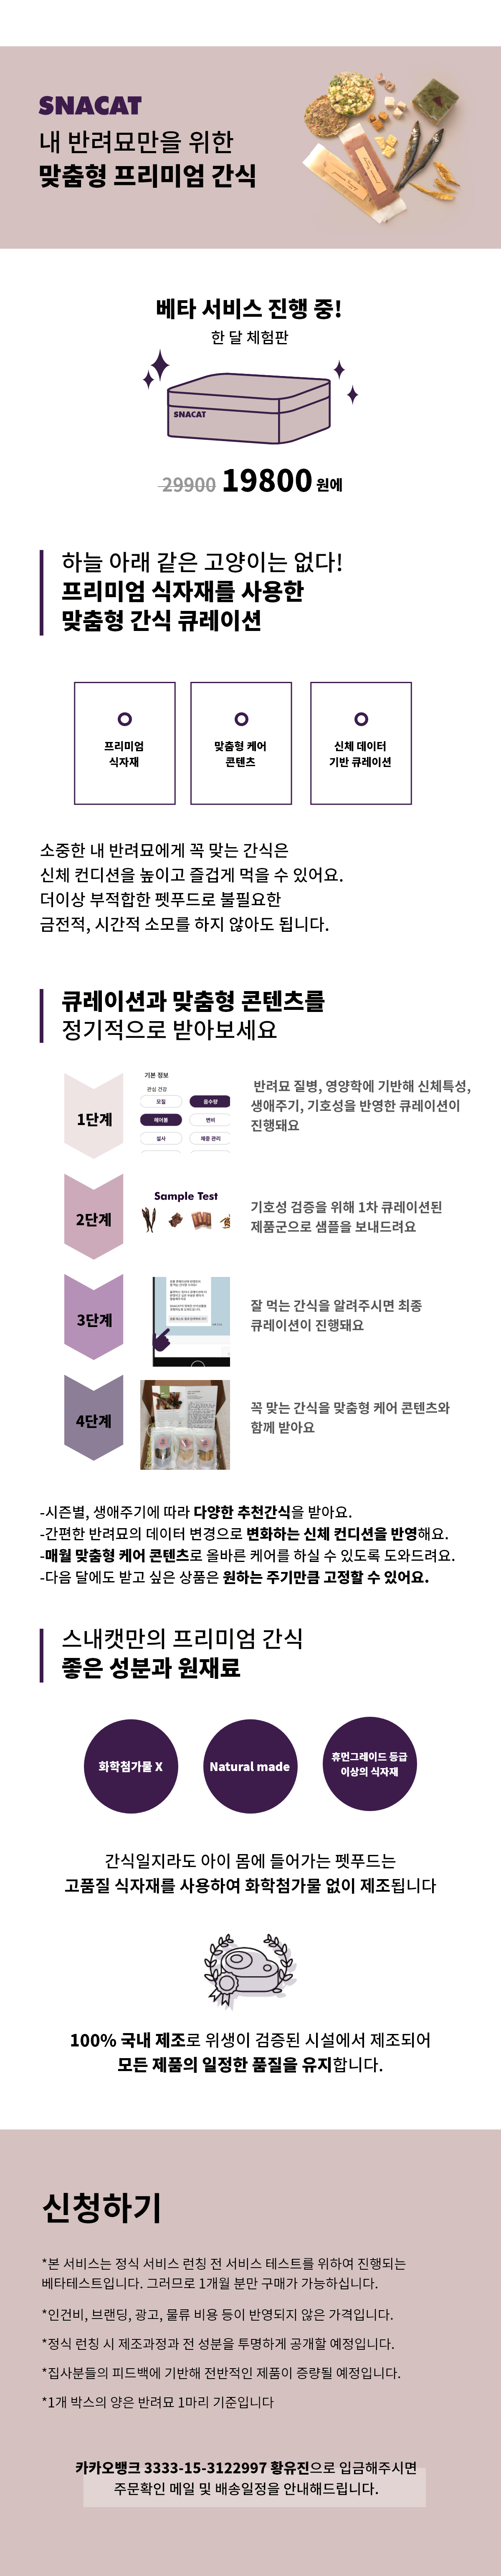 SNACAT
내 반려묘만을 위한
맞춤형 프리미엄 간식
베타 서비스 진행 중!
한 달 체험판
SNACAT
29900 19800 원에
하늘 아래 같은 고양이는 없다!
프리미엄 식자재를 사용한
맞춤형 간식 큐레이션
프리미엄
식자재
맞춤형 케어
콘텐츠
신체 데이터
기반 큐레이션
소중한 내 반려묘에게 꼭 맞는 간식은
신체 컨디션을 높이고 즐겁게 먹을 수 있어요.
더이상 부적합한 펫푸드로 불필요한
금전적, 시간적 소모를 하지 않아도 됩니다.
큐레이션과 맞춤형 콘텐츠를
정기적으로 받아보세요
1단계
기본 정보
관심 건강
모질
음수량
헤어볼
변비
설사
체중 관리
반려묘 질병, 영양학에 기반해 신체특성,
생애주기, 기호성을 반영한 큐레이션이
진행돼요
2단계
Sample Test
기호성 검증을 위해 1차 큐레이션된
제품군으로 샘플을 보내드려요
3단계
잘 먹는 간식을 알려주시면 최종
큐레이션이 진행돼요
4단계
꼭 맞는 간식을 맞춤형 케어 콘텐츠와
함께 받아요
-시즌별, 생애주기에 따라 다양한 추천간식을 받아요.
-간편한 반려묘의 데이터 변경으로 변화하는 신체 컨디션을 반영해요.
-매월 맞춤형 케어 콘텐츠로 올바른 케어를 하실 수 있도록 도와드려요.
-다음 달에도 받고 싶은 상품은 원하는 주기만큼 고정할 수 있어요.
스내캣만의 프리미엄 간식
좋은 성분과 원재료
화학첨가물 X
Natural made
휴먼그레이드 등급
이상의 식자재
간식일지라도 아이 몸에 들어가는 펫푸드는
고품질 식자재를 사용하여 화학첨가물 없이 제조됩니다
100% 국내 제조로 위생이 검증된 시설에서 제조되어
모든 제품의 일정한 품질을 유지합니다.
신청하기
*본 서비스는 정식 서비스 런칭 전 서비스 테스트를 위하여 진행되는
베타테스트입니다. 그러므로 1개월 분만 구매가 가능하십니다.
*인건비, 브랜딩, 광고, 물류 비용 등이 반영되지 않은 가격입니다.
*정식 런칭 시 제조과정과 전 성분을 투명하게 공개할 예정입니다.
*집사분들의 피드백에 기반해 전반적인 제품이 증량될 예정입니다.
*1개 박스의 양은 반려묘 1마리 기준입니다
카카오뱅크 3333-15-3122997 황유진으로 입금해주시면
주문확인 메일 및 배송일정을 안내해드립니다.